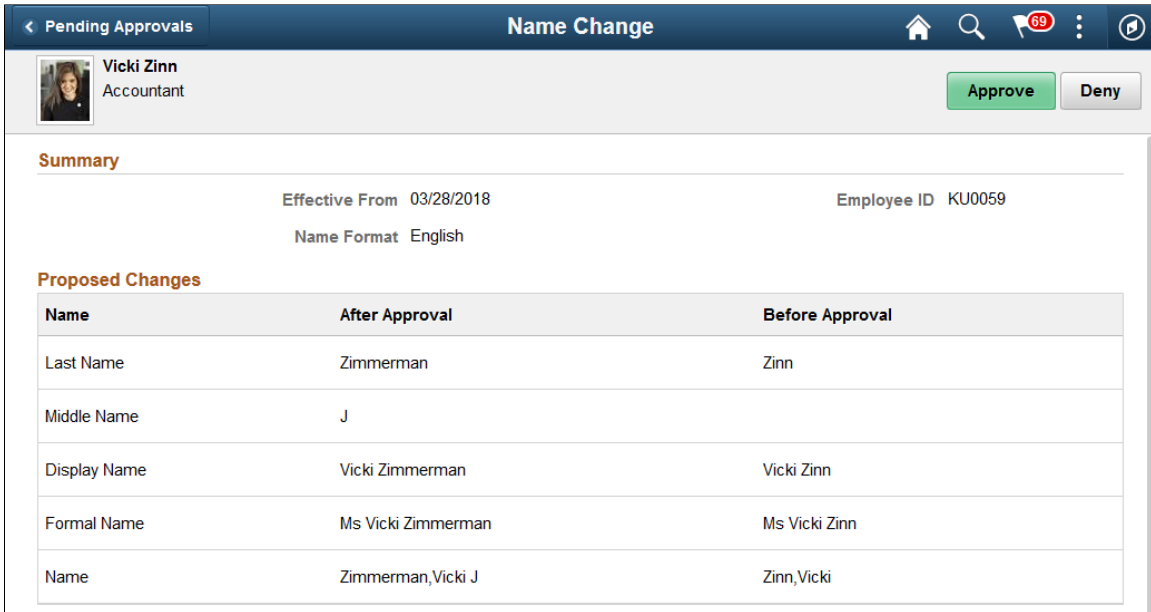 Pending Approvals Name Change 69
Vicki Zinn
Accountant
Approve Deny
Summary
Effective From 03/28/2018 Employee ID KU0059
Name Format English
Proposed Changes
Name After Approval Before Approval
Last Name Zimmerman Zinn
Middle Name J
Display Name Vicki Zimmerman Vicki Zinn
Formal Name Ms Vicki Zimmerman Ms Vicki Zinn
Name Zimmerman,Vicki J Zinn,Vicki